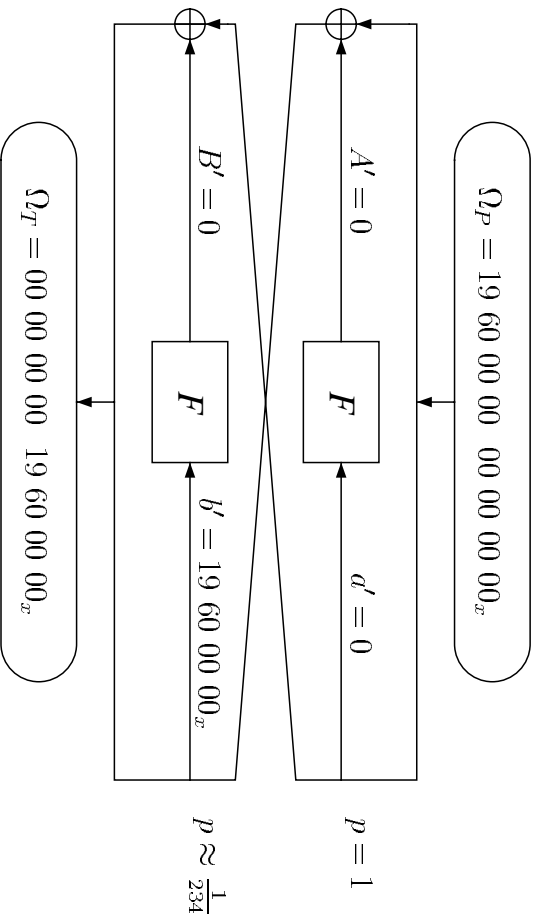 Ω_P = 19 60 00 00 00 00 00 00_x
A′ = 0
F
a′ = 0
p = 1
B′ = 0
F
b′ = 19 60 00 00_x
p ≈ 1/234
Ω_T = 00 00 00 00 19 60 00 00_x